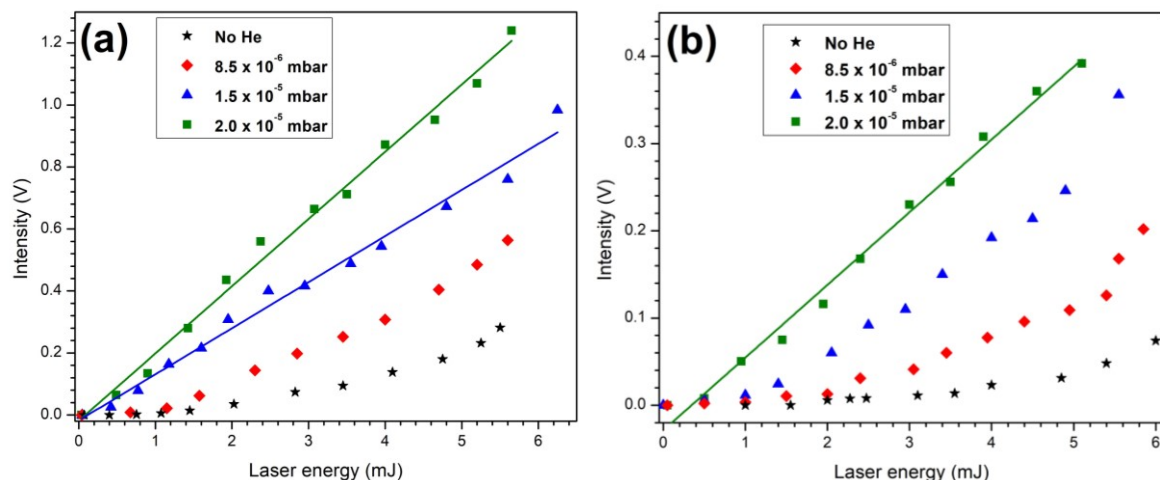 (a)
No He
8.5 x 10⁻⁶ mbar
1.5 x 10⁻⁵ mbar
2.0 x 10⁻⁵ mbar
1.2
1.0
0.8
0.6
0.4
0.2
0.0
Intensity (V)
0 1 2 3 4 5 6
Laser energy (mJ)
(b)
No He
8.5 x 10⁻⁶ mbar
1.5 x 10⁻⁵ mbar
2.0 x 10⁻⁵ mbar
0.4
0.3
0.2
0.1
0.0
Intensity (V)
0 1 2 3 4 5 6
Laser energy (mJ)